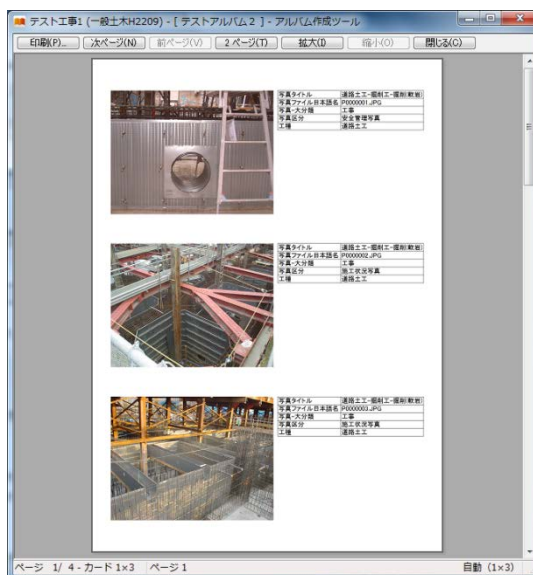 テスト工事1 (一般土木H2209) - [ テストアルバム2 ] - アルバム作成ツール
印刷(P)... 次ページ(N) 前ページ(V) 2 ページ(T) 拡大(I) 縮小(O) 閉じる(C)
写真タイトル 道路土工-掘削工-掘削(軟岩)
写真ファイル日本語名 P0000001.JPG
写真-大分類 工事
写真区分 安全管理写真
工種 道路土工
写真タイトル 道路土工-掘削工-掘削(軟岩)
写真ファイル日本語名 P0000002.JPG
写真-大分類 工事
写真区分 施工状況写真
工種 道路土工
写真タイトル 道路土工-掘削工-掘削(軟岩)
写真ファイル日本語名 P0000003.JPG
写真-大分類 工事
写真区分 施工状況写真
工種 道路土工
ページ 1/ 4 - カード 1×3 ページ 1 自動 (1×3)